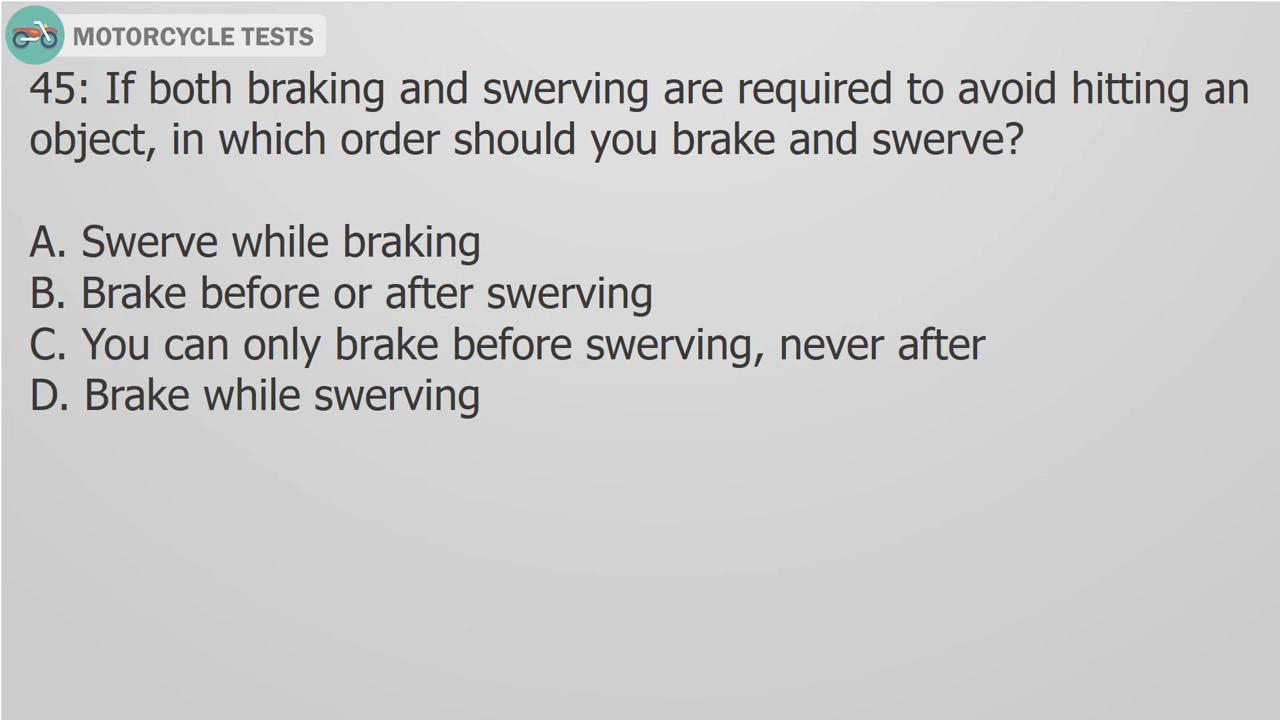 MOTORCYCLE TESTS
45: If both braking and swerving are required to avoid hitting an
object, in which order should you brake and swerve?
A. Swerve while braking
B. Brake before or after swerving
C. You can only brake before swerving, never after
D. Brake while swerving